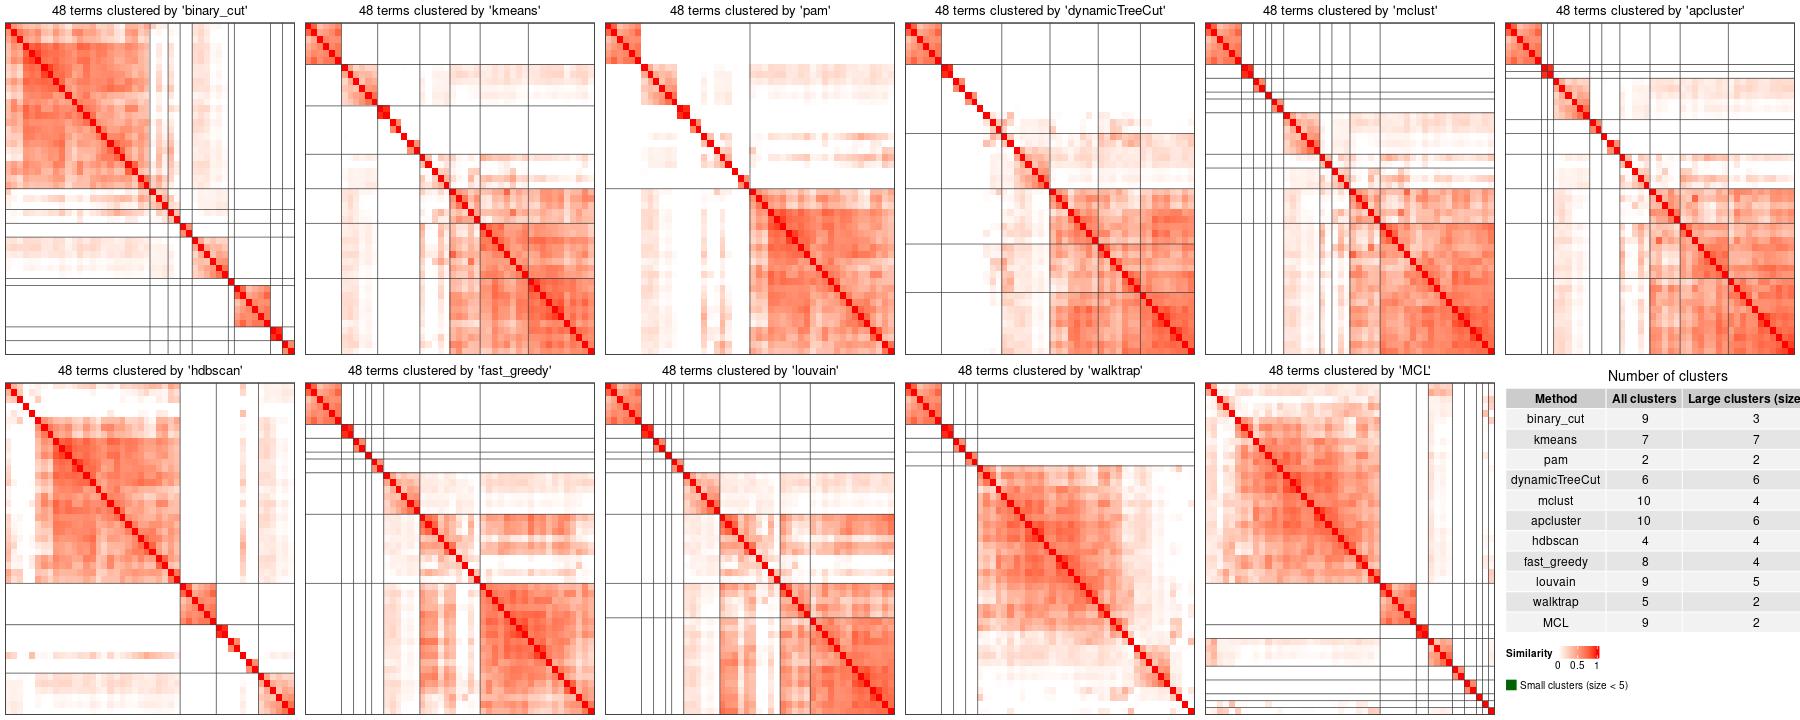 48 terms clustered by 'binary_cut'
48 terms clustered by 'kmeans'
48 terms clustered by 'pam'
48 terms clustered by 'dynamicTreeCut'
48 terms clustered by 'mclust'
48 terms clustered by 'apcluster'
48 terms clustered by 'hdbscan'
48 terms clustered by 'fast_greedy'
48 terms clustered by 'louvain'
48 terms clustered by 'walktrap'
48 terms clustered by 'MCL'
Number of clusters
Method All clusters Large clusters (size
binary_cut 9 3
kmeans 7 7
pam 2 2
dynamicTreeCut 6 6
mclust 10 4
apcluster 10 6
hdbscan 4 4
fast_greedy 8 4
louvain 9 5
walktrap 5 2
MCL 9 2
Similarity
0 0.5 1
Small clusters (size < 5)